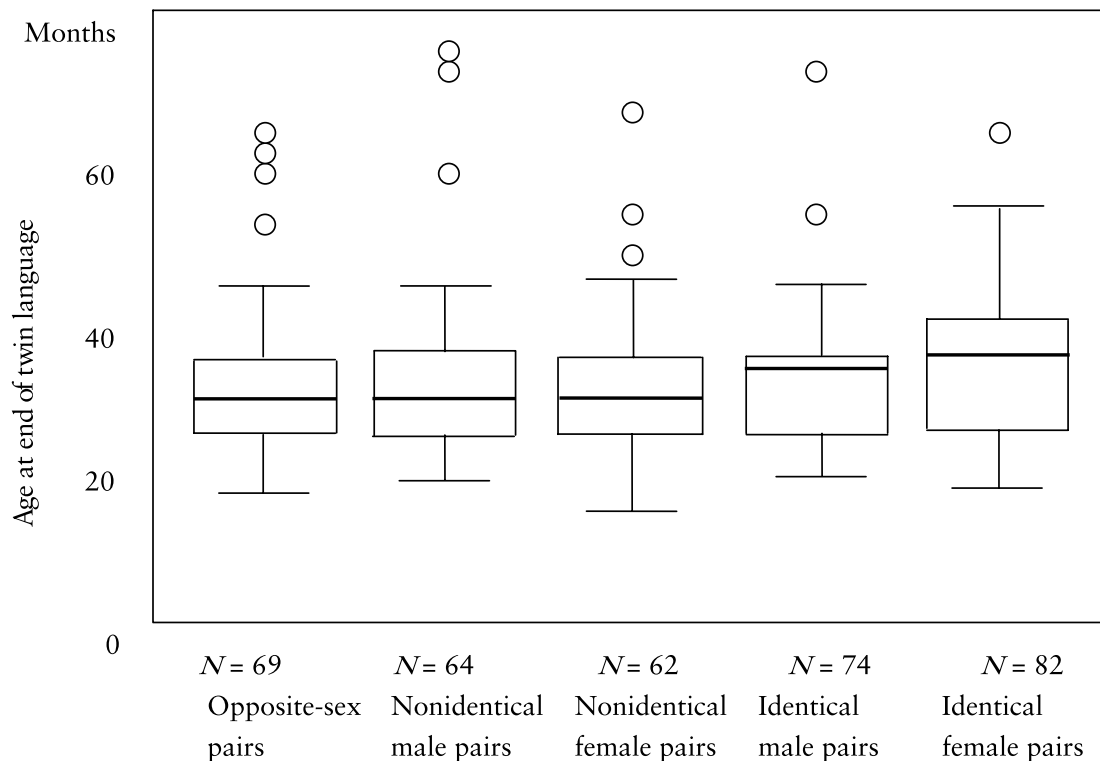 Months
60
40
20
0
Age at end of twin language
N = 69
Opposite-sex
pairs
N = 64
Nonidentical
male pairs
N = 62
Nonidentical
female pairs
N = 74
Identical
male pairs
N = 82
Identical
female pairs